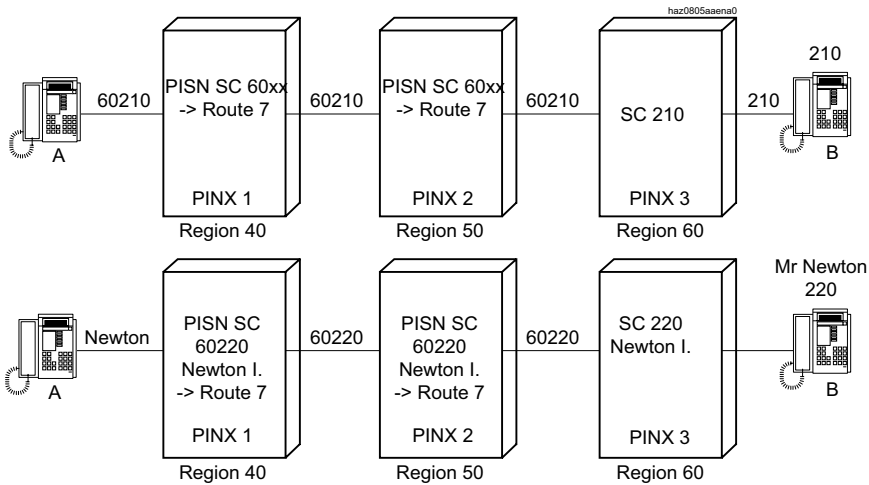 haz0805aaena0
210
60210
PISN SC 60xx
-> Route 7
60210
PISN SC 60xx
-> Route 7
60210
SC 210
210
A
B
PINX 1
PINX 2
PINX 3
Region 40
Region 50
Region 60
Mr Newton
220
Newton
PISN SC
60220
Newton I.
-> Route 7
60220
PISN SC
60220
Newton I.
-> Route 7
60220
SC 220
Newton I.
A
B
PINX 1
PINX 2
PINX 3
Region 40
Region 50
Region 60